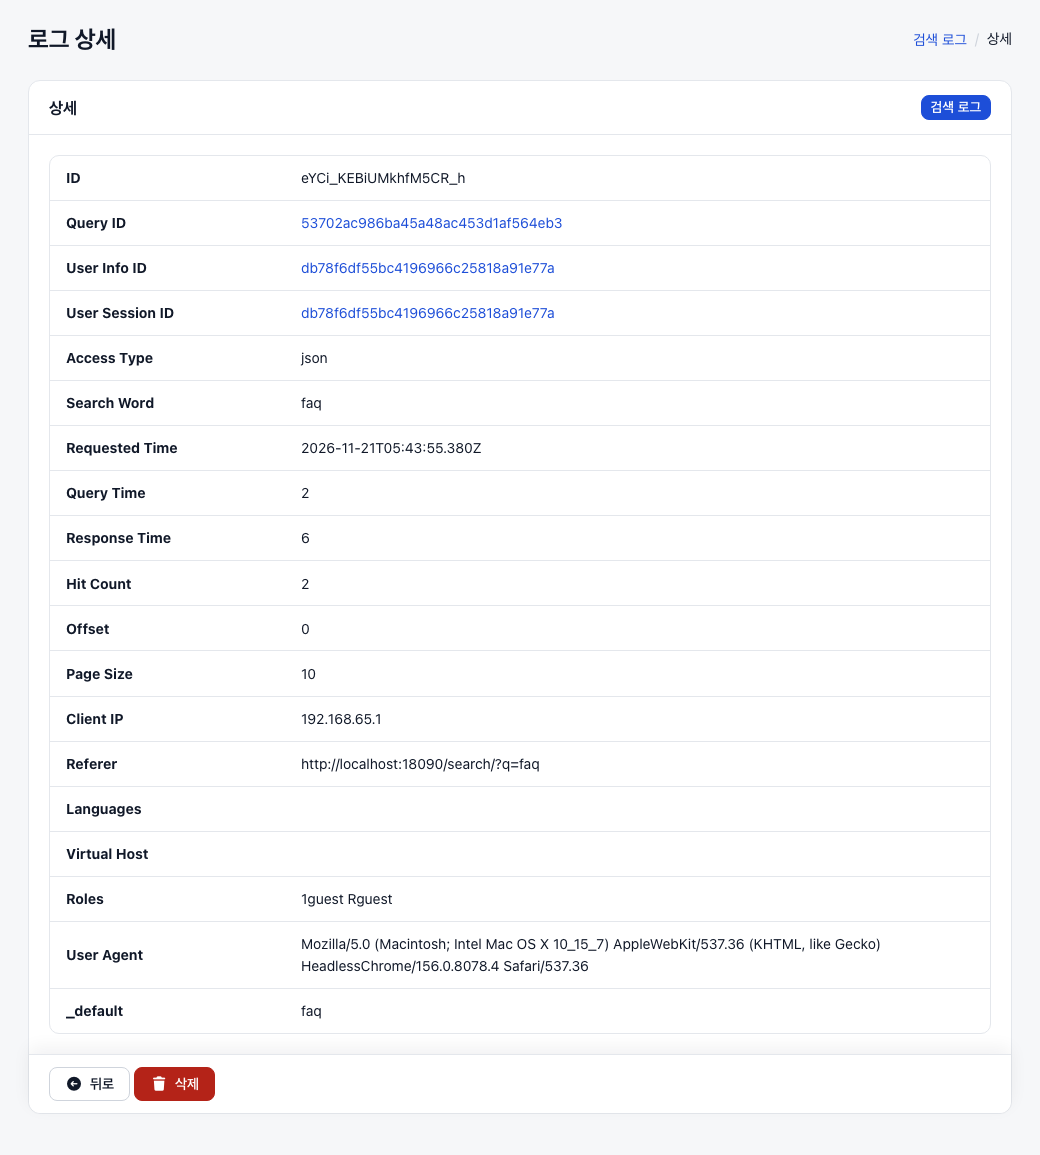 로그 상세
검색 로그 / 상세
상세
검색 로그
ID eYCi_KEBiUMkhfM5CR_h
Query ID 53702ac986ba45a48ac453d1af564eb3
User Info ID db78f6df55bc4196966c25818a91e77a
User Session ID db78f6df55bc4196966c25818a91e77a
Access Type json
Search Word faq
Requested Time 2026-11-21T05:43:55.380Z
Query Time 2
Response Time 6
Hit Count 2
Offset 0
Page Size 10
Client IP 192.168.65.1
Referer http://localhost:18090/search/?q=faq
Languages
Virtual Host
Roles 1guest Rguest
User Agent Mozilla/5.0 (Macintosh; Intel Mac OS X 10_15_7) AppleWebKit/537.36 (KHTML, like Gecko)
HeadlessChrome/156.0.8078.4 Safari/537.36
_default faq
뒤로 삭제